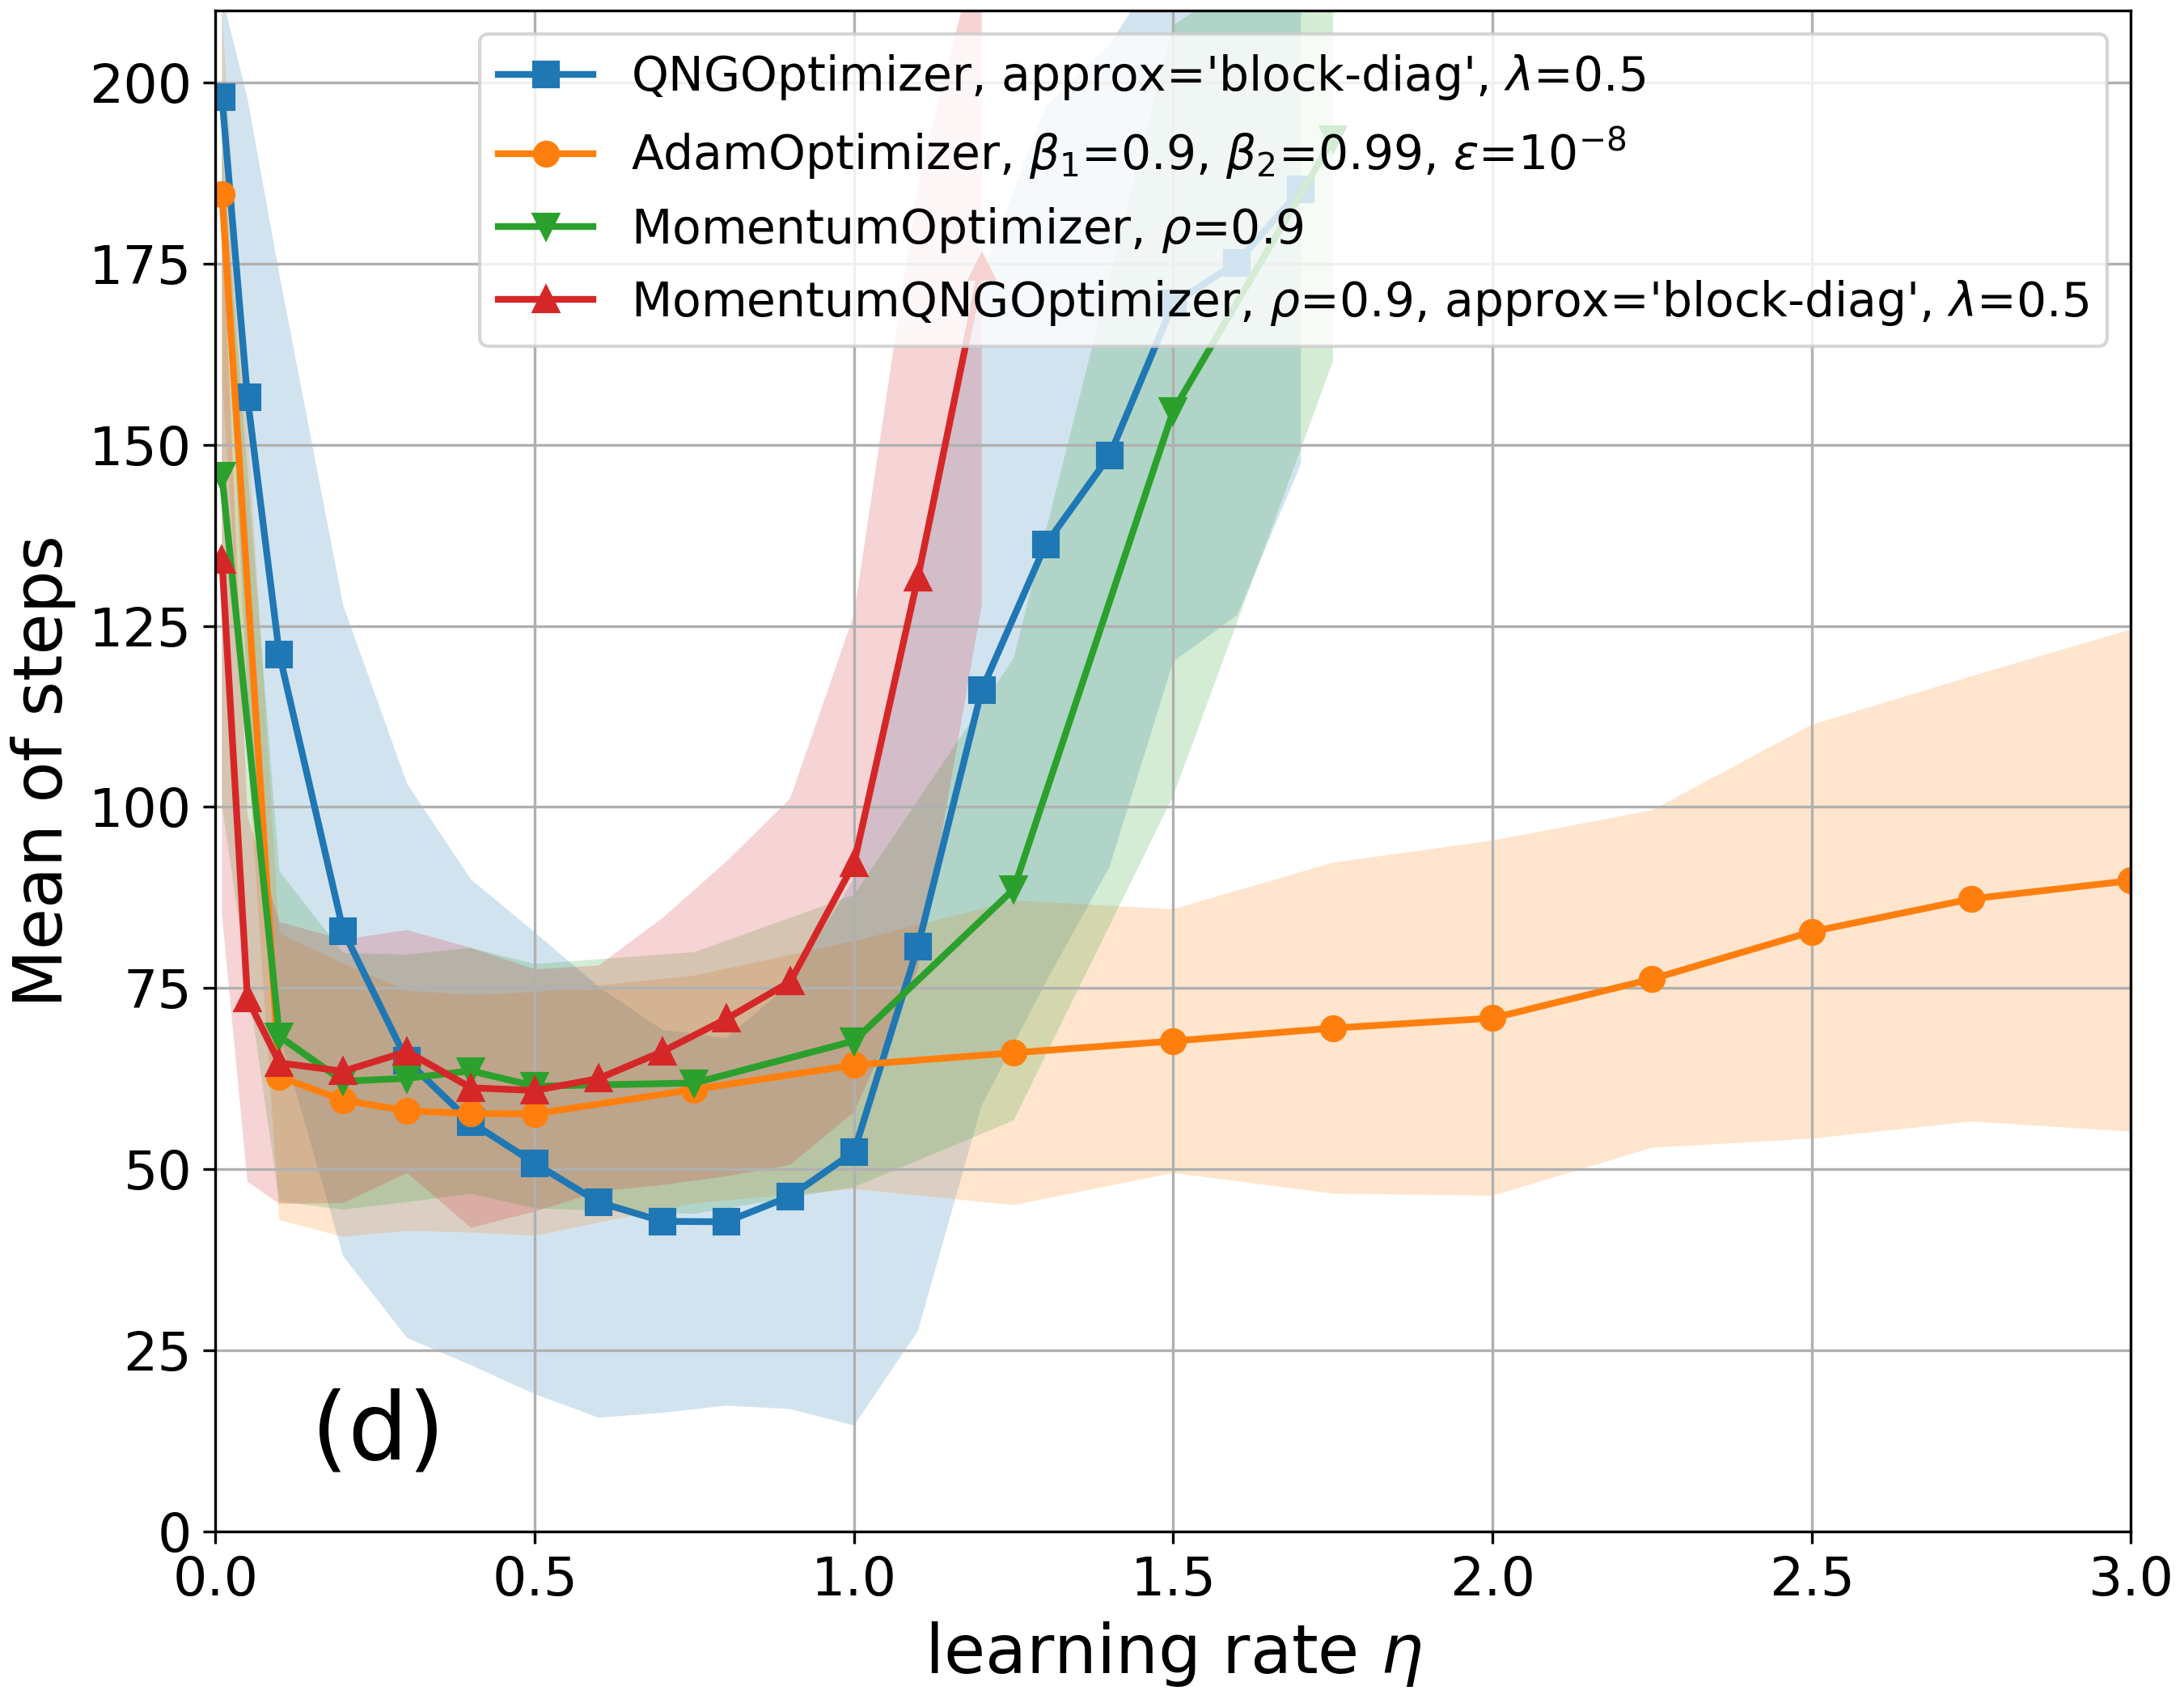 QNGOptimizer, approx='block-diag', λ=0.5
AdamOptimizer, β₁=0.9, β₂=0.99, ε=10⁻⁸
MomentumOptimizer, ρ=0.9
MomentumQNGOptimizer, ρ=0.9, approx='block-diag', λ=0.5
Mean of steps
200
175
150
125
100
75
50
25
0
(d)
0.0 0.5 1.0 1.5 2.0 2.5 3.0
learning rate η